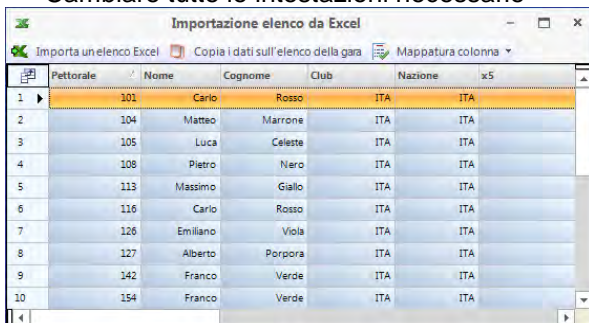 Cambiare tutte le intestazioni necessarie
Importazione elenco da Excel
Importa un elenco Excel Copia i dati sull'elenco della gara Mappatura colonna
Pettorale Nome Cognome Club Nazione x5
1 101 Carlo Rosso ITA ITA
2 104 Matteo Marrone ITA ITA
3 105 Luca Celeste ITA ITA
4 108 Pietro Nero ITA ITA
5 113 Massimo Giallo ITA ITA
6 116 Carlo Rosso ITA ITA
7 126 Emiliano Viola ITA ITA
8 127 Alberto Porpora ITA ITA
9 142 Franco Verde ITA ITA
10 154 Franco Verde ITA ITA